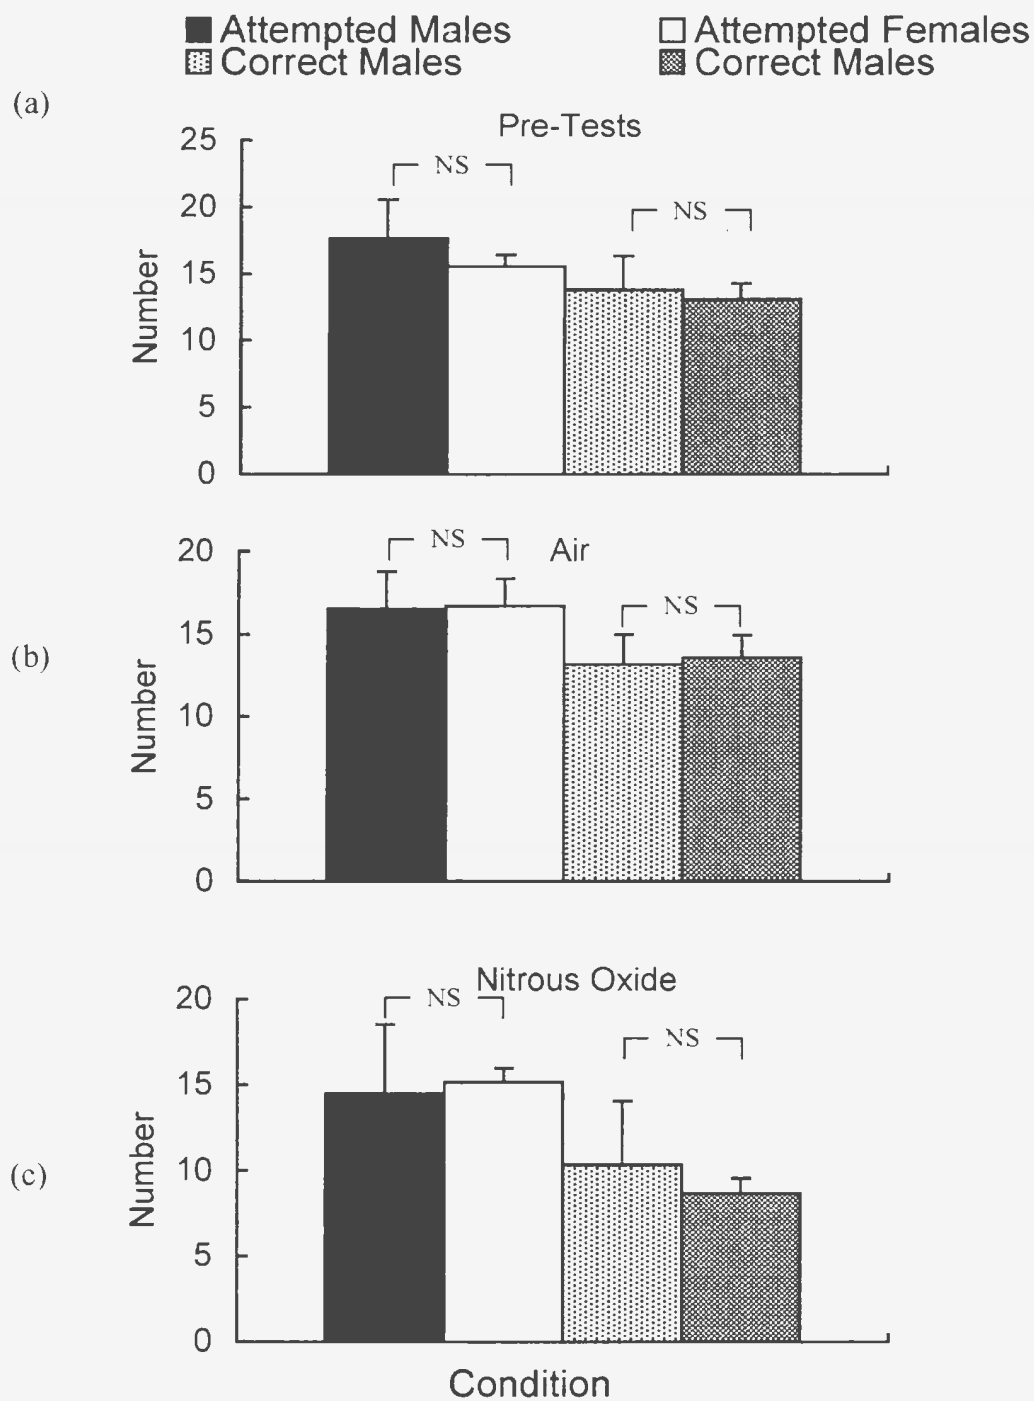 Attempted Males Attempted Females
Correct Males Correct Males
(a)
Pre-Tests
25
NS
20
NS
15
Number
10
5
0
20
NS
Air
NS
15
(b)
Number
10
5
0
Nitrous Oxide
20
NS
NS
15
(c)
Number
10
5
0
Condition